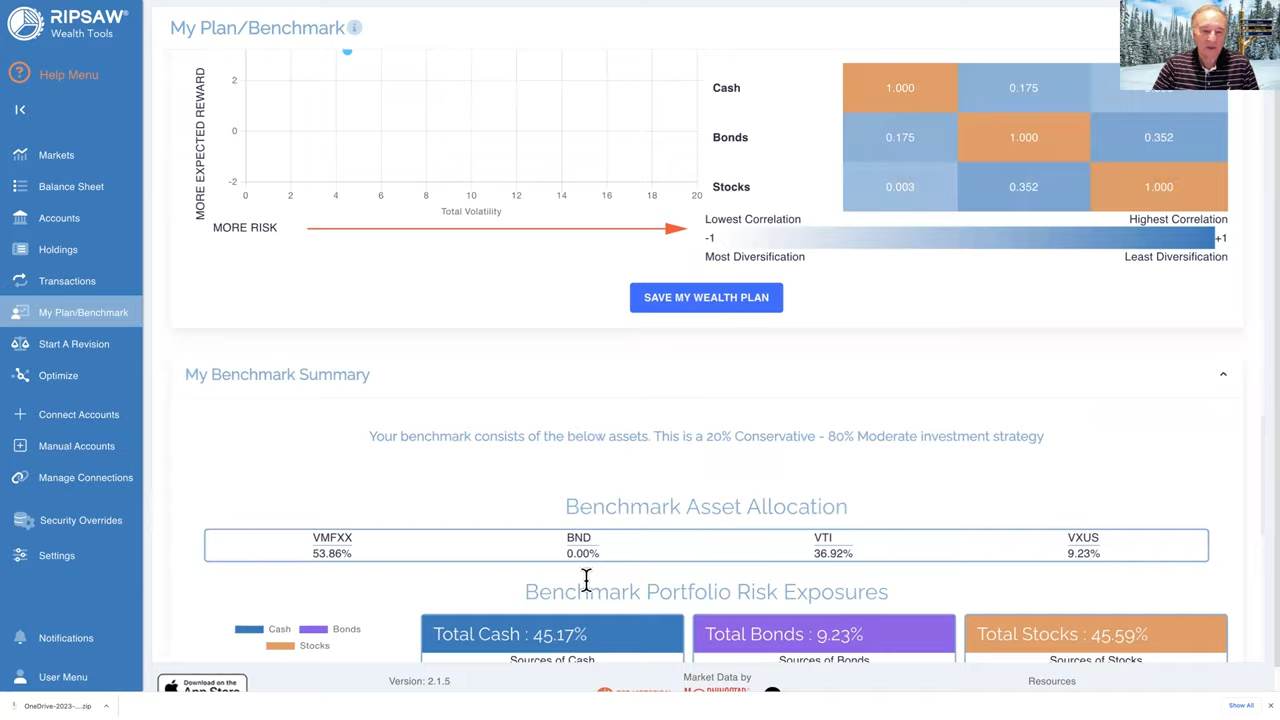 RIPSAW®
Wealth Tools
Help Menu
Markets
Balance Sheet
Accounts
Holdings
Transactions
My Plan/Benchmark
Start A Revision
Optimize
Connect Accounts
Manual Accounts
Manage Connections
Security Overrides
Settings
Notifications
User Menu
My Plan/Benchmark
MORE EXPECTED REWARD
2
0
-2
0 2 4 6 8 10 12 14 16 18 20
Total Volatility
MORE RISK
Cash 1.000 0.175
Bonds 0.175 1.000 0.352
Stocks 0.003 0.352 1.000
Lowest Correlation Highest Correlation
-1 +1
Most Diversification Least Diversification
SAVE MY WEALTH PLAN
My Benchmark Summary
Your benchmark consists of the below assets. This is a 20% Conservative - 80% Moderate investment strategy
Benchmark Asset Allocation
VMFXX BND VTI VXUS
53.86% 0.00% 36.92% 9.23%
Benchmark Portfolio Risk Exposures
Cash Bonds
Stocks
Total Cash : 45.17% Total Bonds : 9.23% Total Stocks : 45.59%
Sources of Cash Sources of Bonds Sources of Stocks
Download on the
App Store
Version: 2.1.5
Market Data by
Resources
OneDrive-2023-....zip
Show All